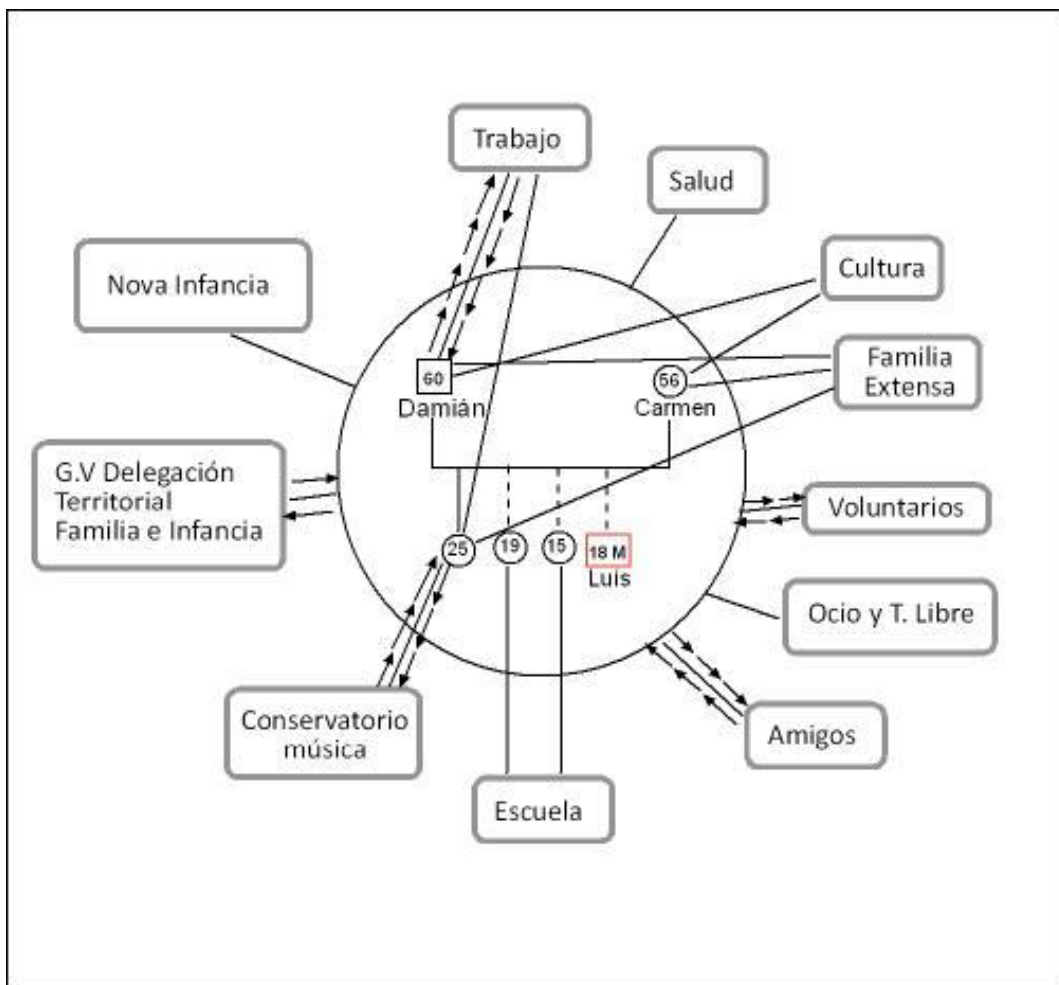 Trabajo
Salud
Nova Infancia
Cultura
Familia
Extensa
60
Damián
56
Carmen
G.V Delegación
Territorial
Familia e Infancia
Voluntarios
25
19
15
18 M
Luis
Ocio y T. Libre
Conservatorio
música
Amigos
Escuela